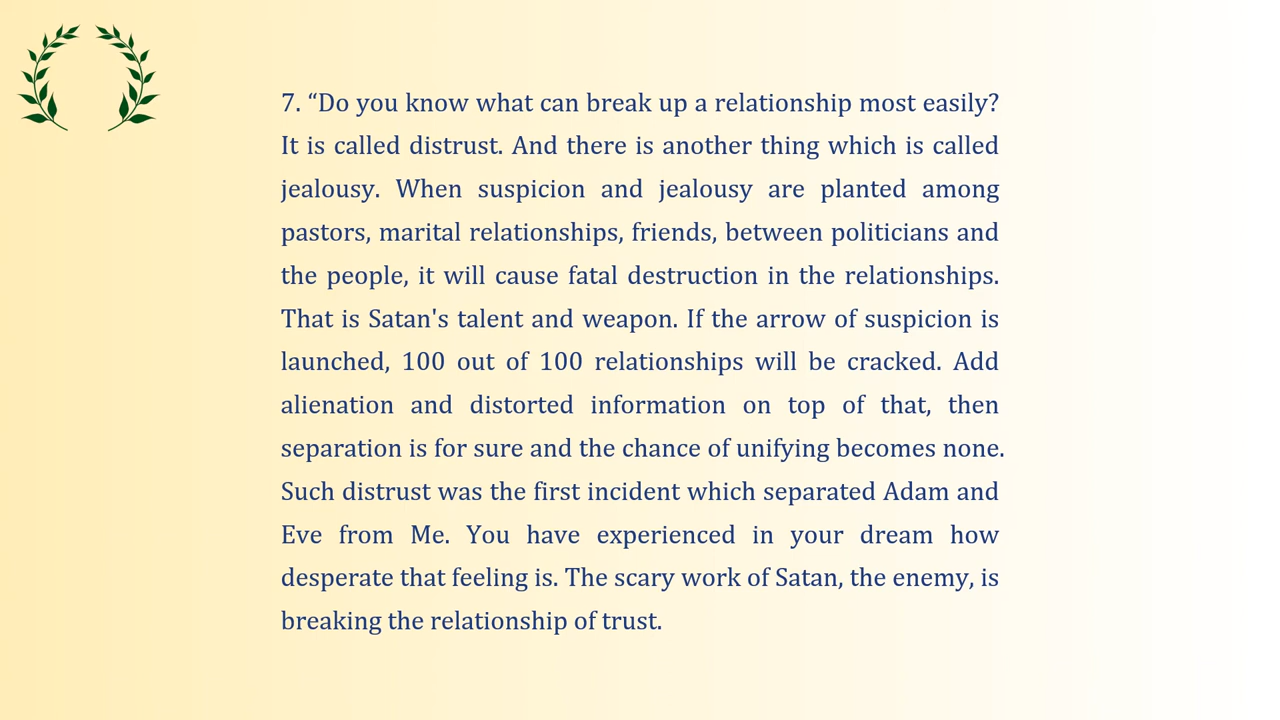 7. “Do you know what can break up a relationship most easily?
It is called distrust. And there is another thing which is called
jealousy. When suspicion and jealousy are planted among
pastors, marital relationships, friends, between politicians and
the people, it will cause fatal destruction in the relationships.
That is Satan's talent and weapon. If the arrow of suspicion is
launched, 100 out of 100 relationships will be cracked. Add
alienation and distorted information on top of that, then
separation is for sure and the chance of unifying becomes none.
Such distrust was the first incident which separated Adam and
Eve from Me. You have experienced in your dream how
desperate that feeling is. The scary work of Satan, the enemy, is
breaking the relationship of trust.